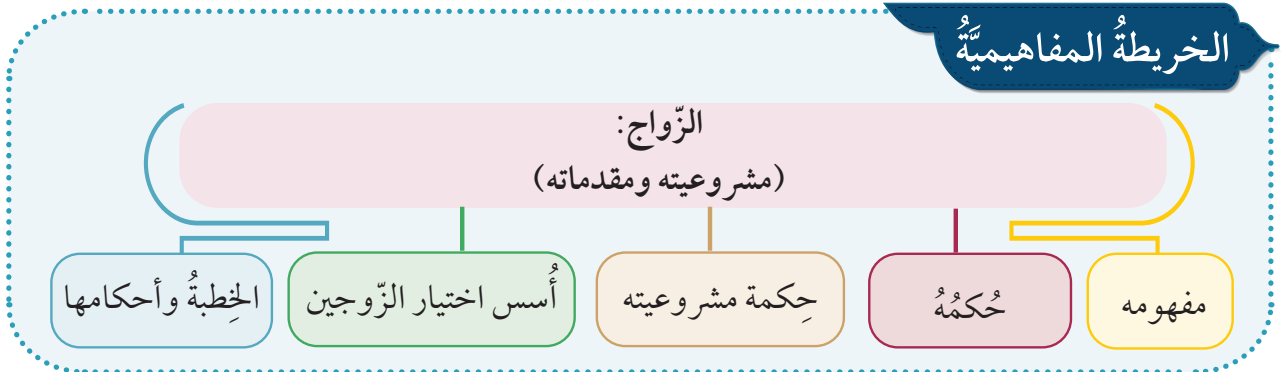 الخريطةُ المفاهيميَّةُ
الزّواج:
(مشروعيته ومقدماته)
مفهومه
حُكمُهُ
حِكمة مشروعيته
أُسس اختيار الزّوجين
الخِطبةُ وأحكامها